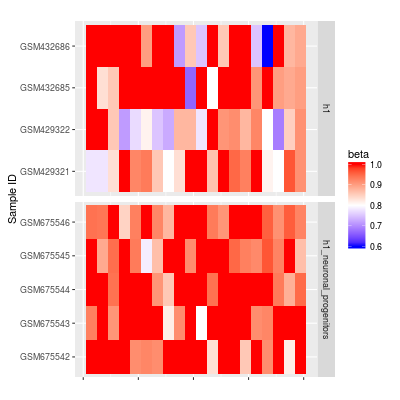 GSM432686
GSM432685
GSM429322
GSM429321
h1
GSM675546
GSM675545
GSM675544
GSM675543
GSM675542
h1_neuronal_progenitors
Sample ID
beta
1.0
0.9
0.8
0.7
0.6